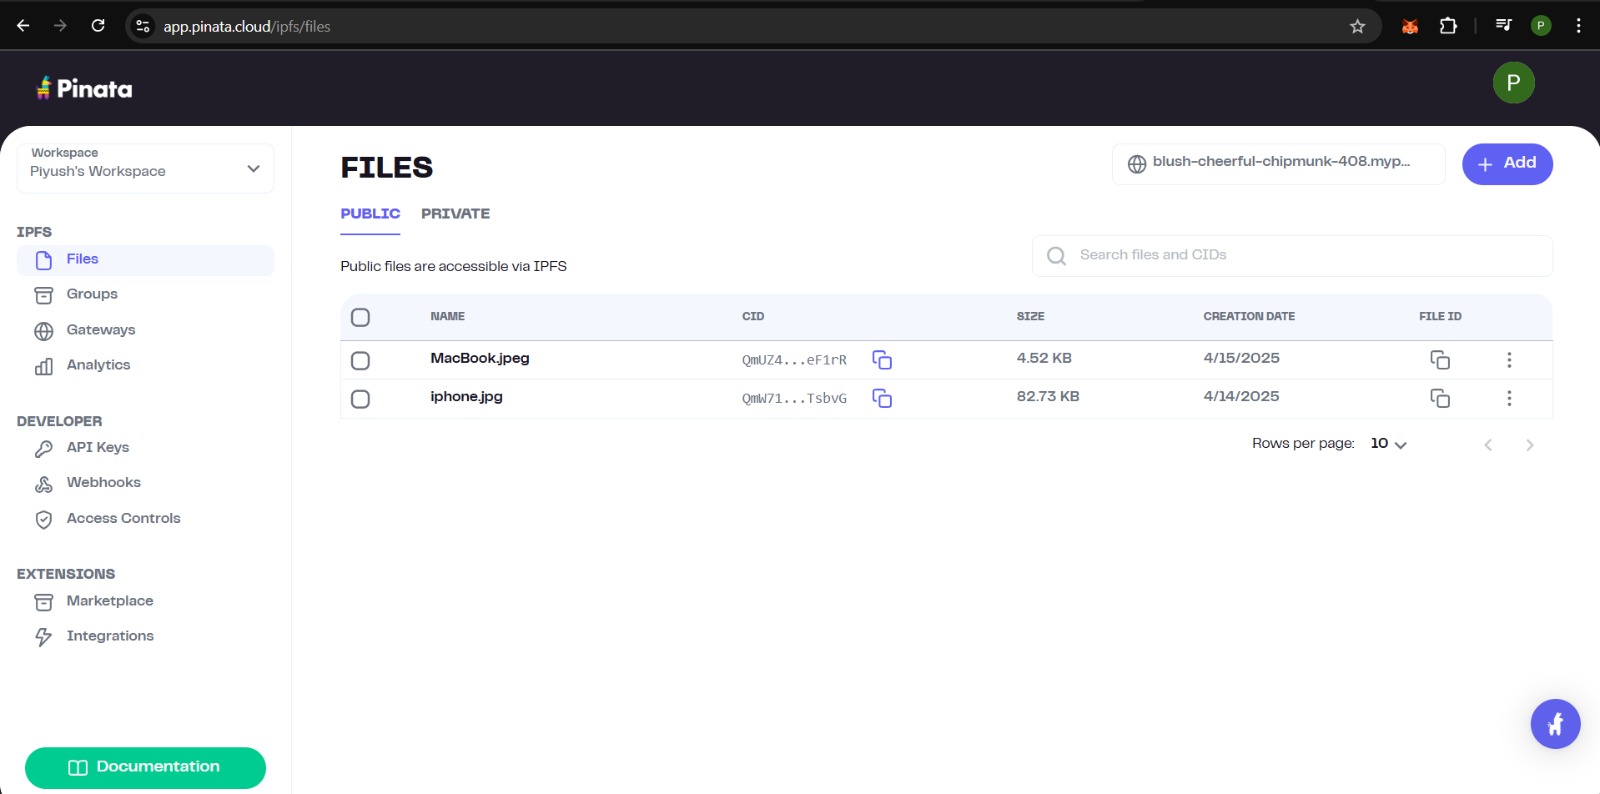 app.pinata.cloud/ipfs/files
P
Pinata
P
Workspace
Piyush's Workspace
IPFS
Files
Groups
Gateways
Analytics
DEVELOPER
API Keys
Webhooks
Access Controls
EXTENSIONS
Marketplace
Integrations
Documentation
FILES
blush-cheerful-chipmunk-408.myp...
+ Add
PUBLIC PRIVATE
Public files are accessible via IPFS
Search files and CIDs
NAME CID SIZE CREATION DATE FILE ID
MacBook.jpeg QmUZ4...eF1rR 4.52 KB 4/15/2025
iphone.jpg QmW71...TsbvG 82.73 KB 4/14/2025
Rows per page: 10